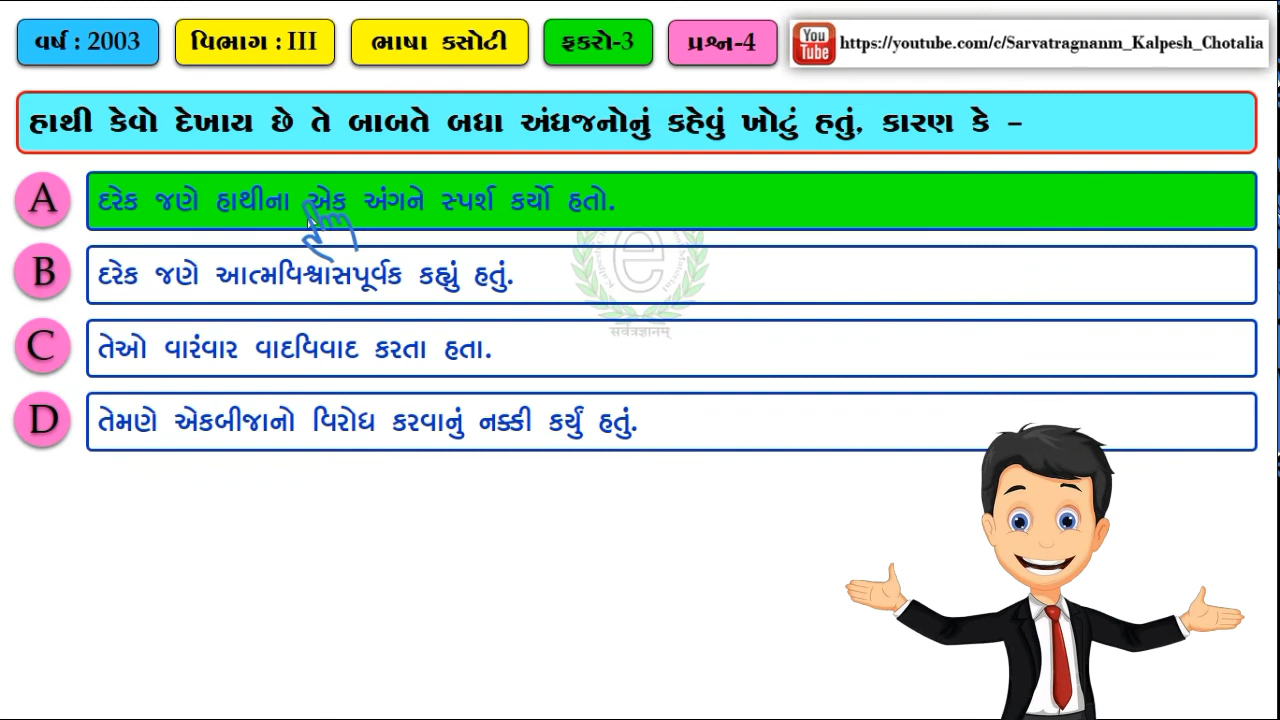 વર્ષ : 2003
વિભાગ : III
ભાષા કસોટી
ફકરો-3
પ્રશ્ન-4
You Tube
https://youtube.com/c/Sarvatragnanm_Kalpesh_Chotalia
હાથી કેવો દેખાય છે તે બાબતે બધા અંધજનોનું કહેવું ખોટું હતું, કારણ કે -
A દરેક જણે હાથીના એક અંગને સ્પર્શ કર્યો હતો.
B દરેક જણે આત્મવિશ્વાસપૂર્વક કહ્યું હતું.
सर्वत्रज्ञानम्
C તેઓ વારંવાર વાદવિવાદ કરતા હતા.
D તેમણે એકબીજાનો વિરોધ કરવાનું નક્કી કર્યું હતું.